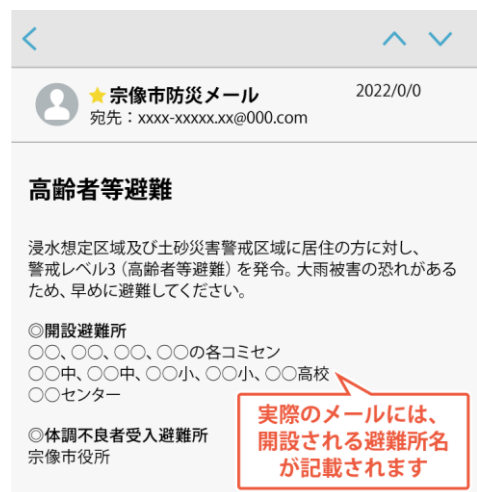 2022/0/0
宗像市防災メール
宛先：xxxx-xxxxx.xx@000.com
高齢者等避難
浸水想定区域及び土砂災害警戒区域に居住の方に対し、
警戒レベル3（高齢者等避難）を発令。大雨被害の恐れがある
ため、早めに避難してください。
◎開設避難所
○○、○○、○○、○○の各コミセン
○○中、○○中、○○小、○○小、○○高校
○○センター
◎体調不良者受入避難所
宗像市役所
実際のメールには、
開設される避難所名
が記載されます